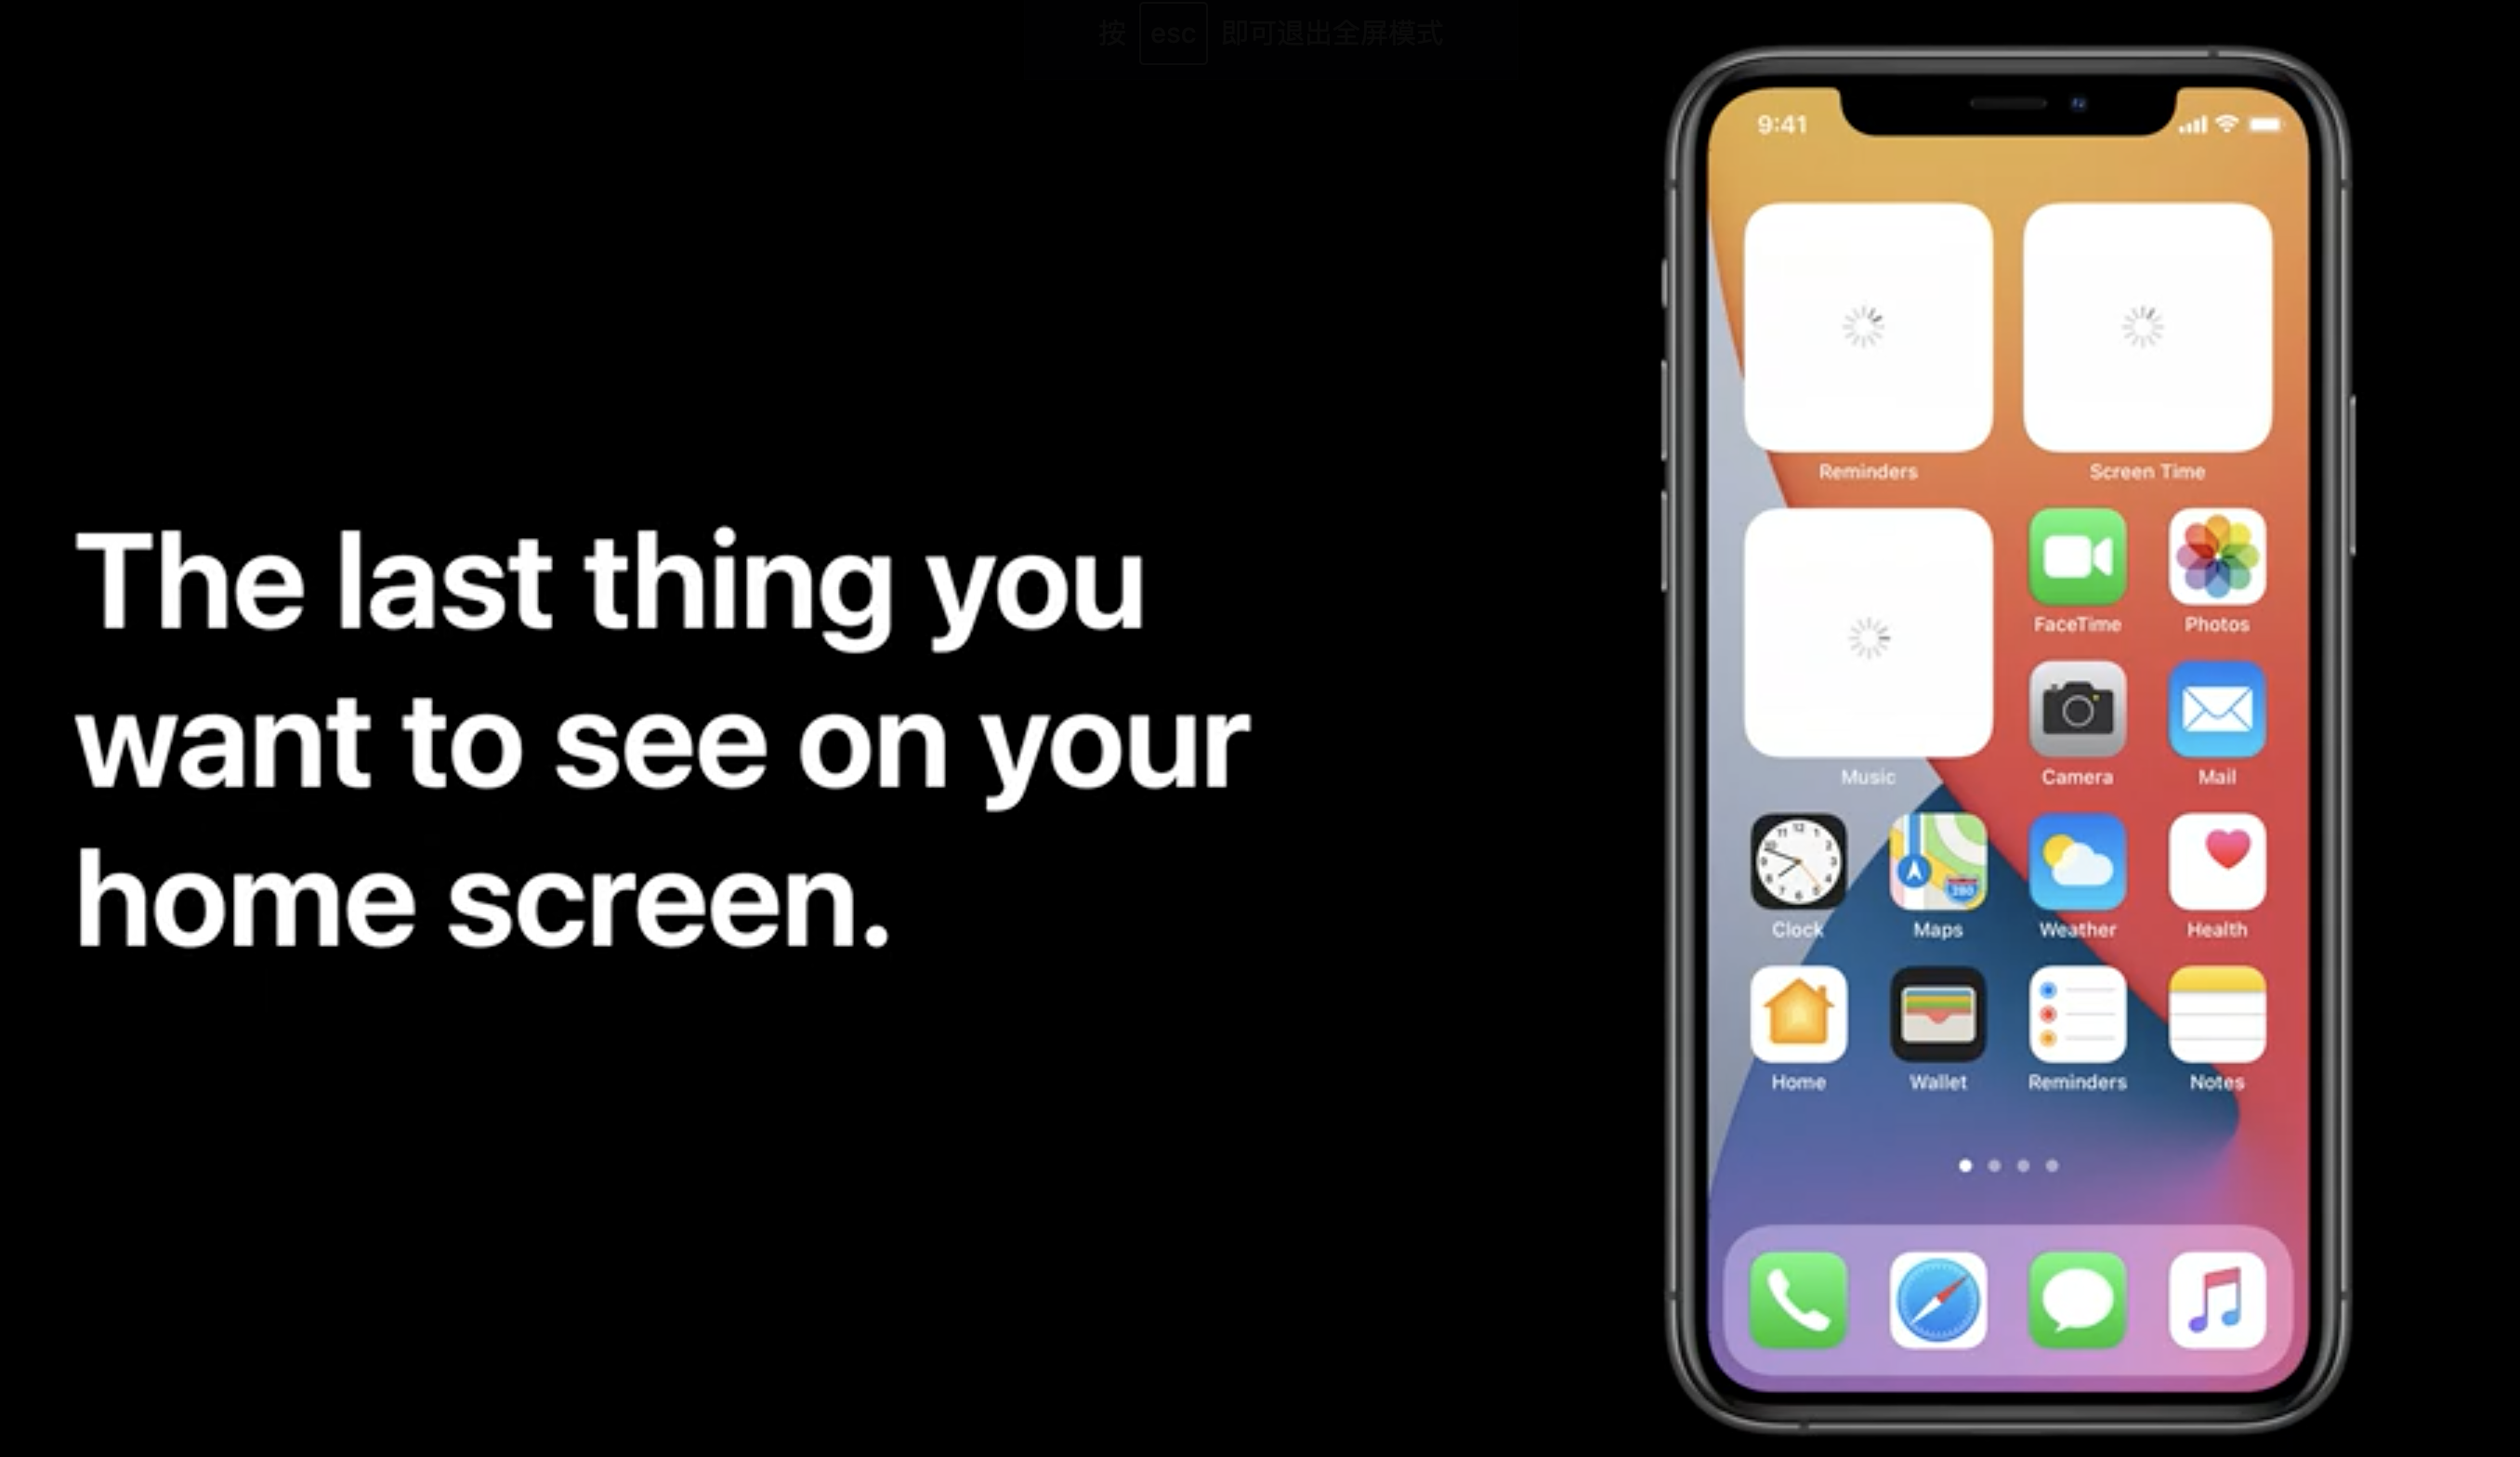 按 esc 即可退出全屏模式
The last thing you
want to see on your
home screen.
9:41
Reminders
Screen Time
FaceTime
Photos
Music
Camera
Mail
Clock
Maps
Weather
Health
Home
Wallet
Reminders
Notes